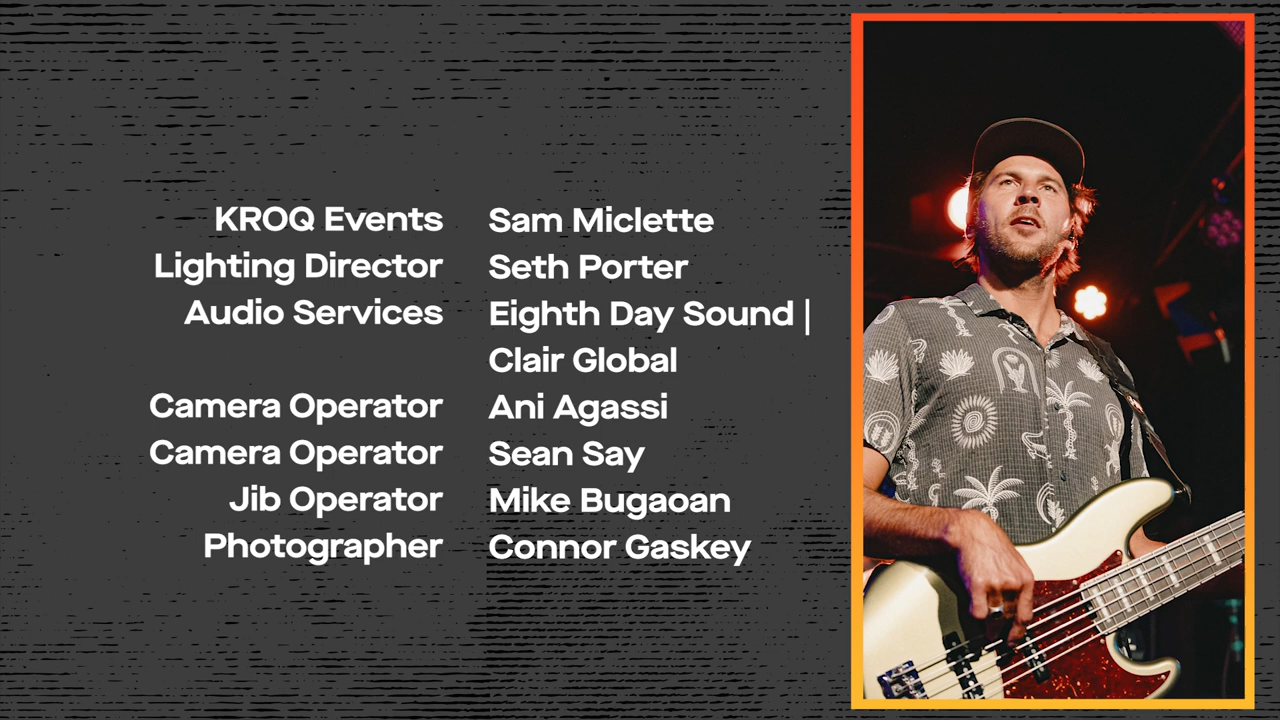 KROQ Events Sam Miclette
Lighting Director Seth Porter
Audio Services Eighth Day Sound |
Clair Global
Camera Operator Ani Agassi
Camera Operator Sean Say
Jib Operator Mike Bugaoan
Photographer Connor Gaskey